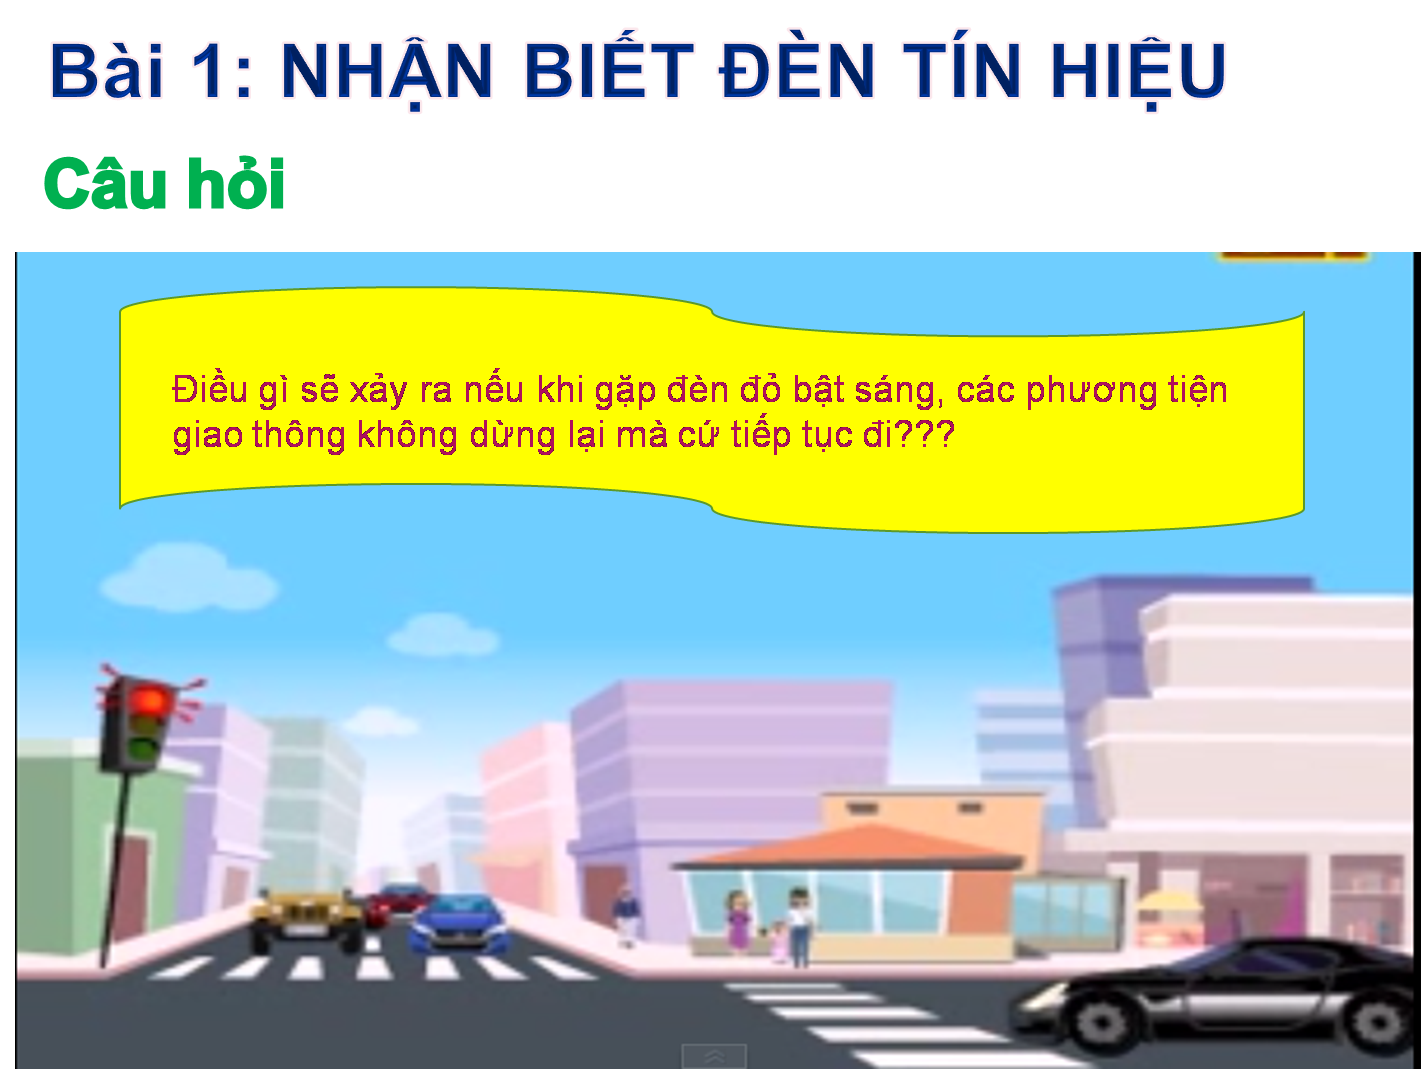 Bài 1: NHẬN BIẾT ĐÈN TÍN HIỆU
Câu hỏi
Điều gì sẽ xảy ra nếu khi gặp đèn đỏ bật sáng, các phương tiện
giao thông không dừng lại mà cứ tiếp tục đi???